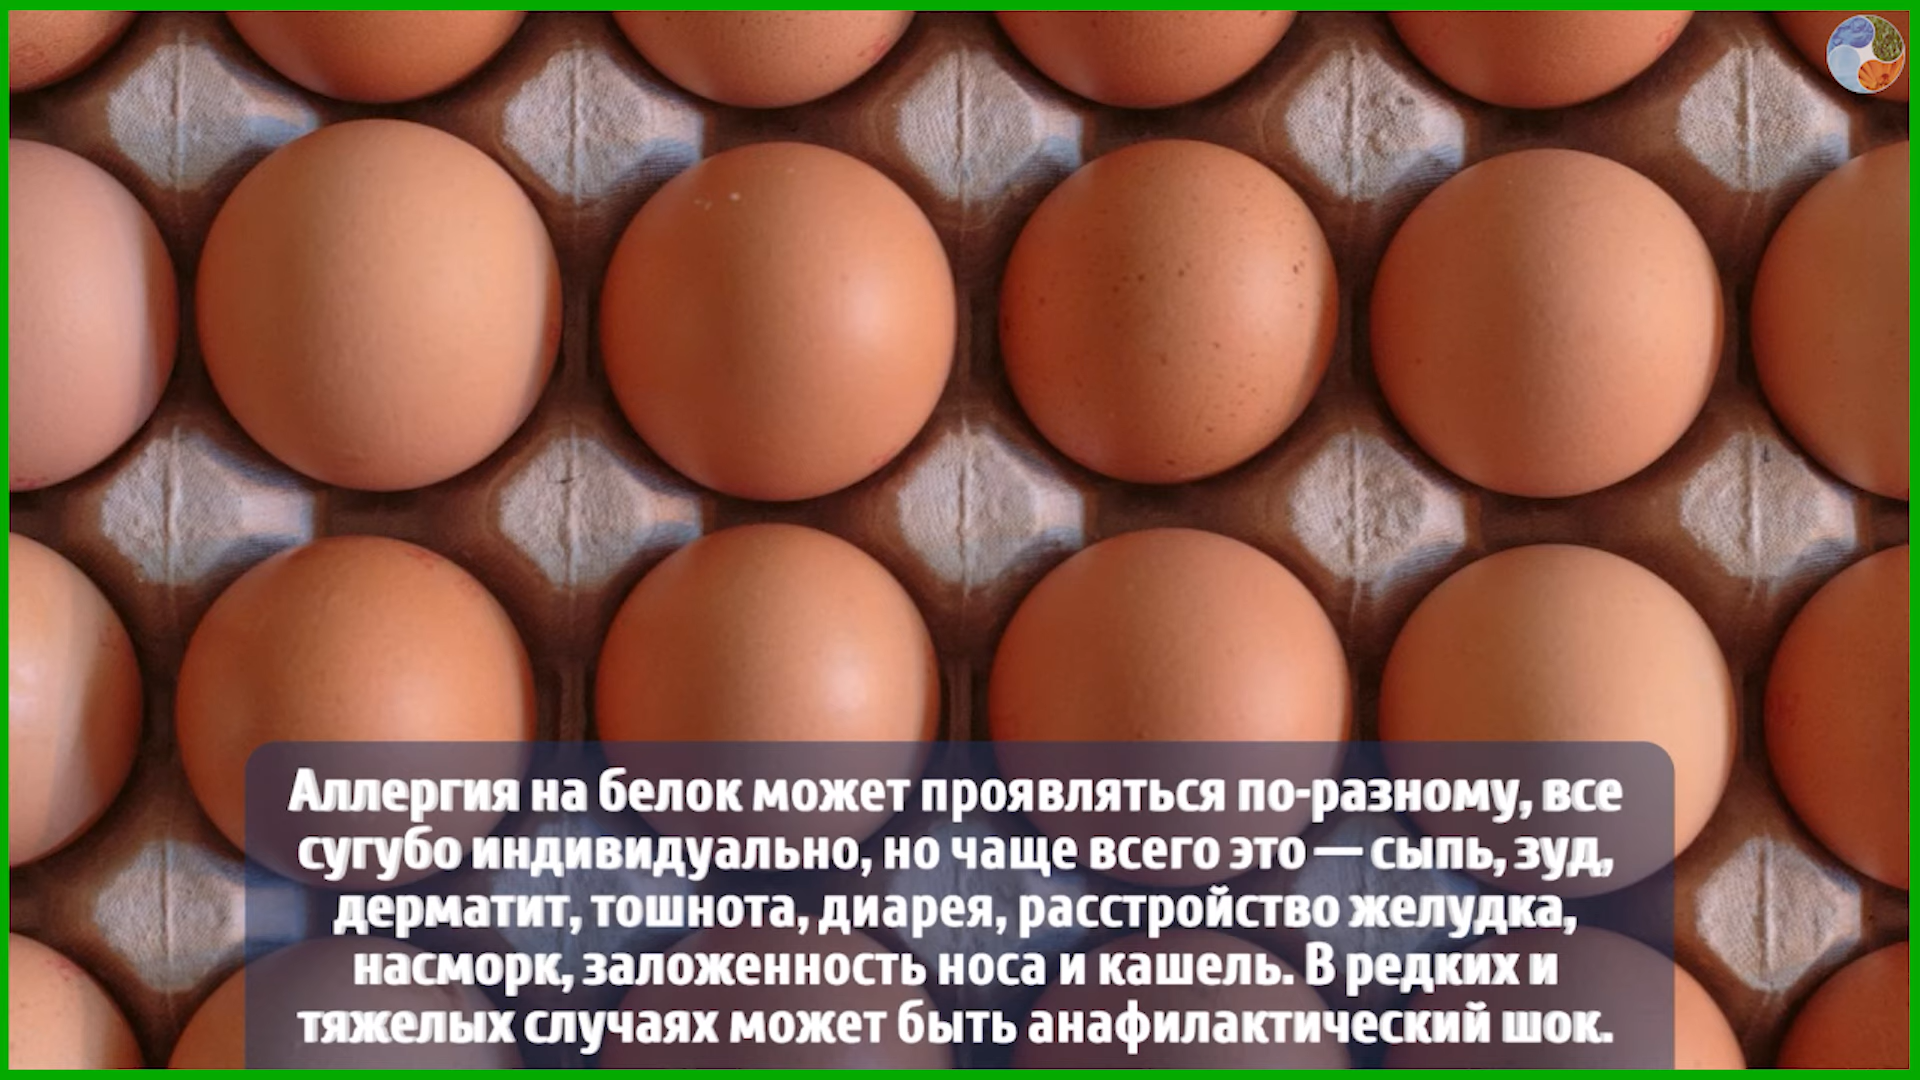 Аллергия на белок может проявляться по-разному, все
сугубо индивидуально, но чаще всего это — сыпь, зуд,
дерматит, тошнота, диарея, расстройство желудка,
насморк, заложенность носа и кашель. В редких и
тяжелых случаях может быть анафилактический шок.